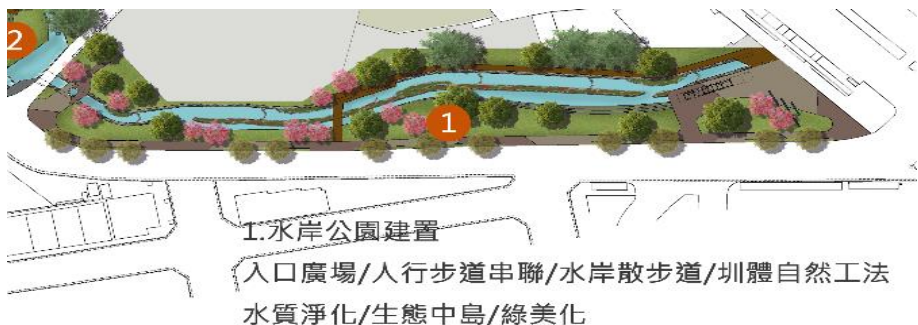 2
1
1.水岸公園建置
入口廣場/人行步道串聯/水岸散步道/圳體自然工法
水質淨化/生態中島/綠美化